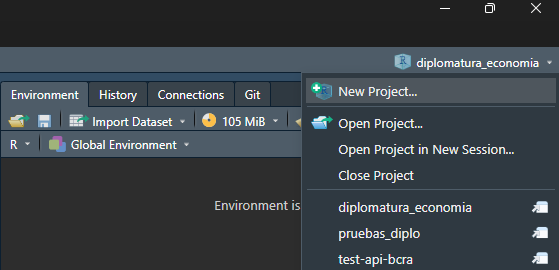 diplomatura_economia
Environment History Connections Git
New Project...
Import Dataset 105 MiB
Open Project...
R Global Environment
Open Project in New Session...
Close Project
Environment is
diplomatura_economia
pruebas_diplo
test-api-bcra